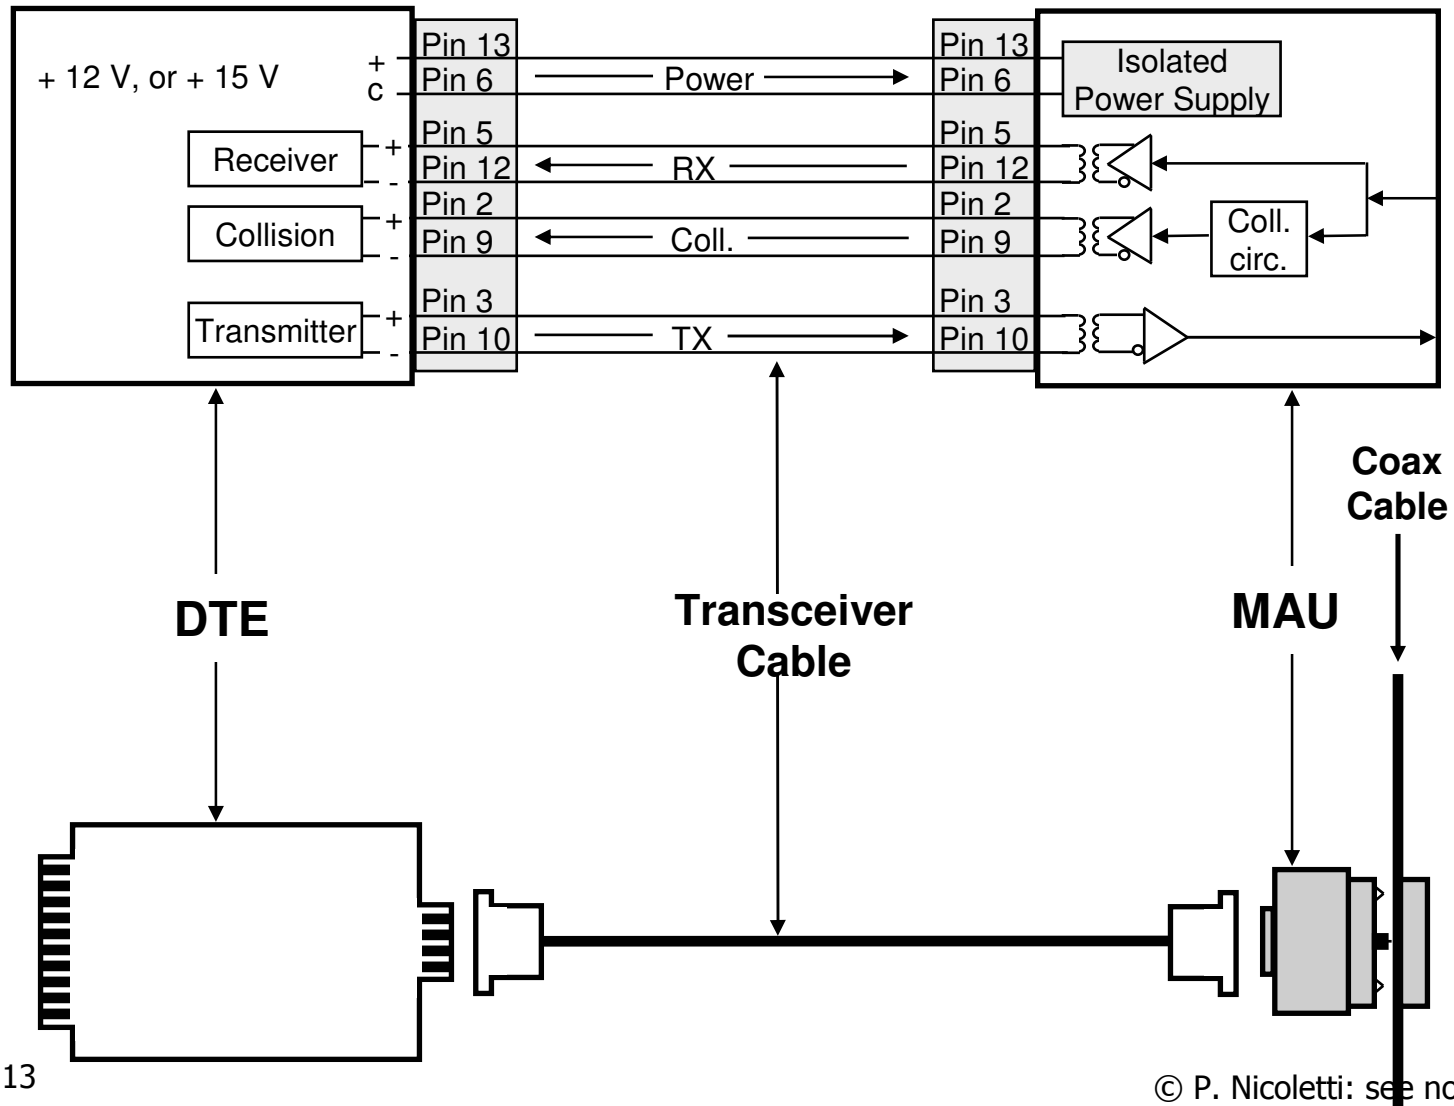 + 12 V, or + 15 V
+
c
Receiver
+
-
Collision
+
-
Transmitter
+
-
Pin 13
Pin 6
Pin 5
Pin 12
Pin 2
Pin 9
Pin 3
Pin 10
Power
RX
Coll.
TX
Pin 13
Pin 6
Pin 5
Pin 12
Pin 2
Pin 9
Pin 3
Pin 10
Isolated
Power Supply
Coll.
circ.
Coax
Cable
DTE
Transceiver
Cable
MAU
13
© P. Nicoletti: see